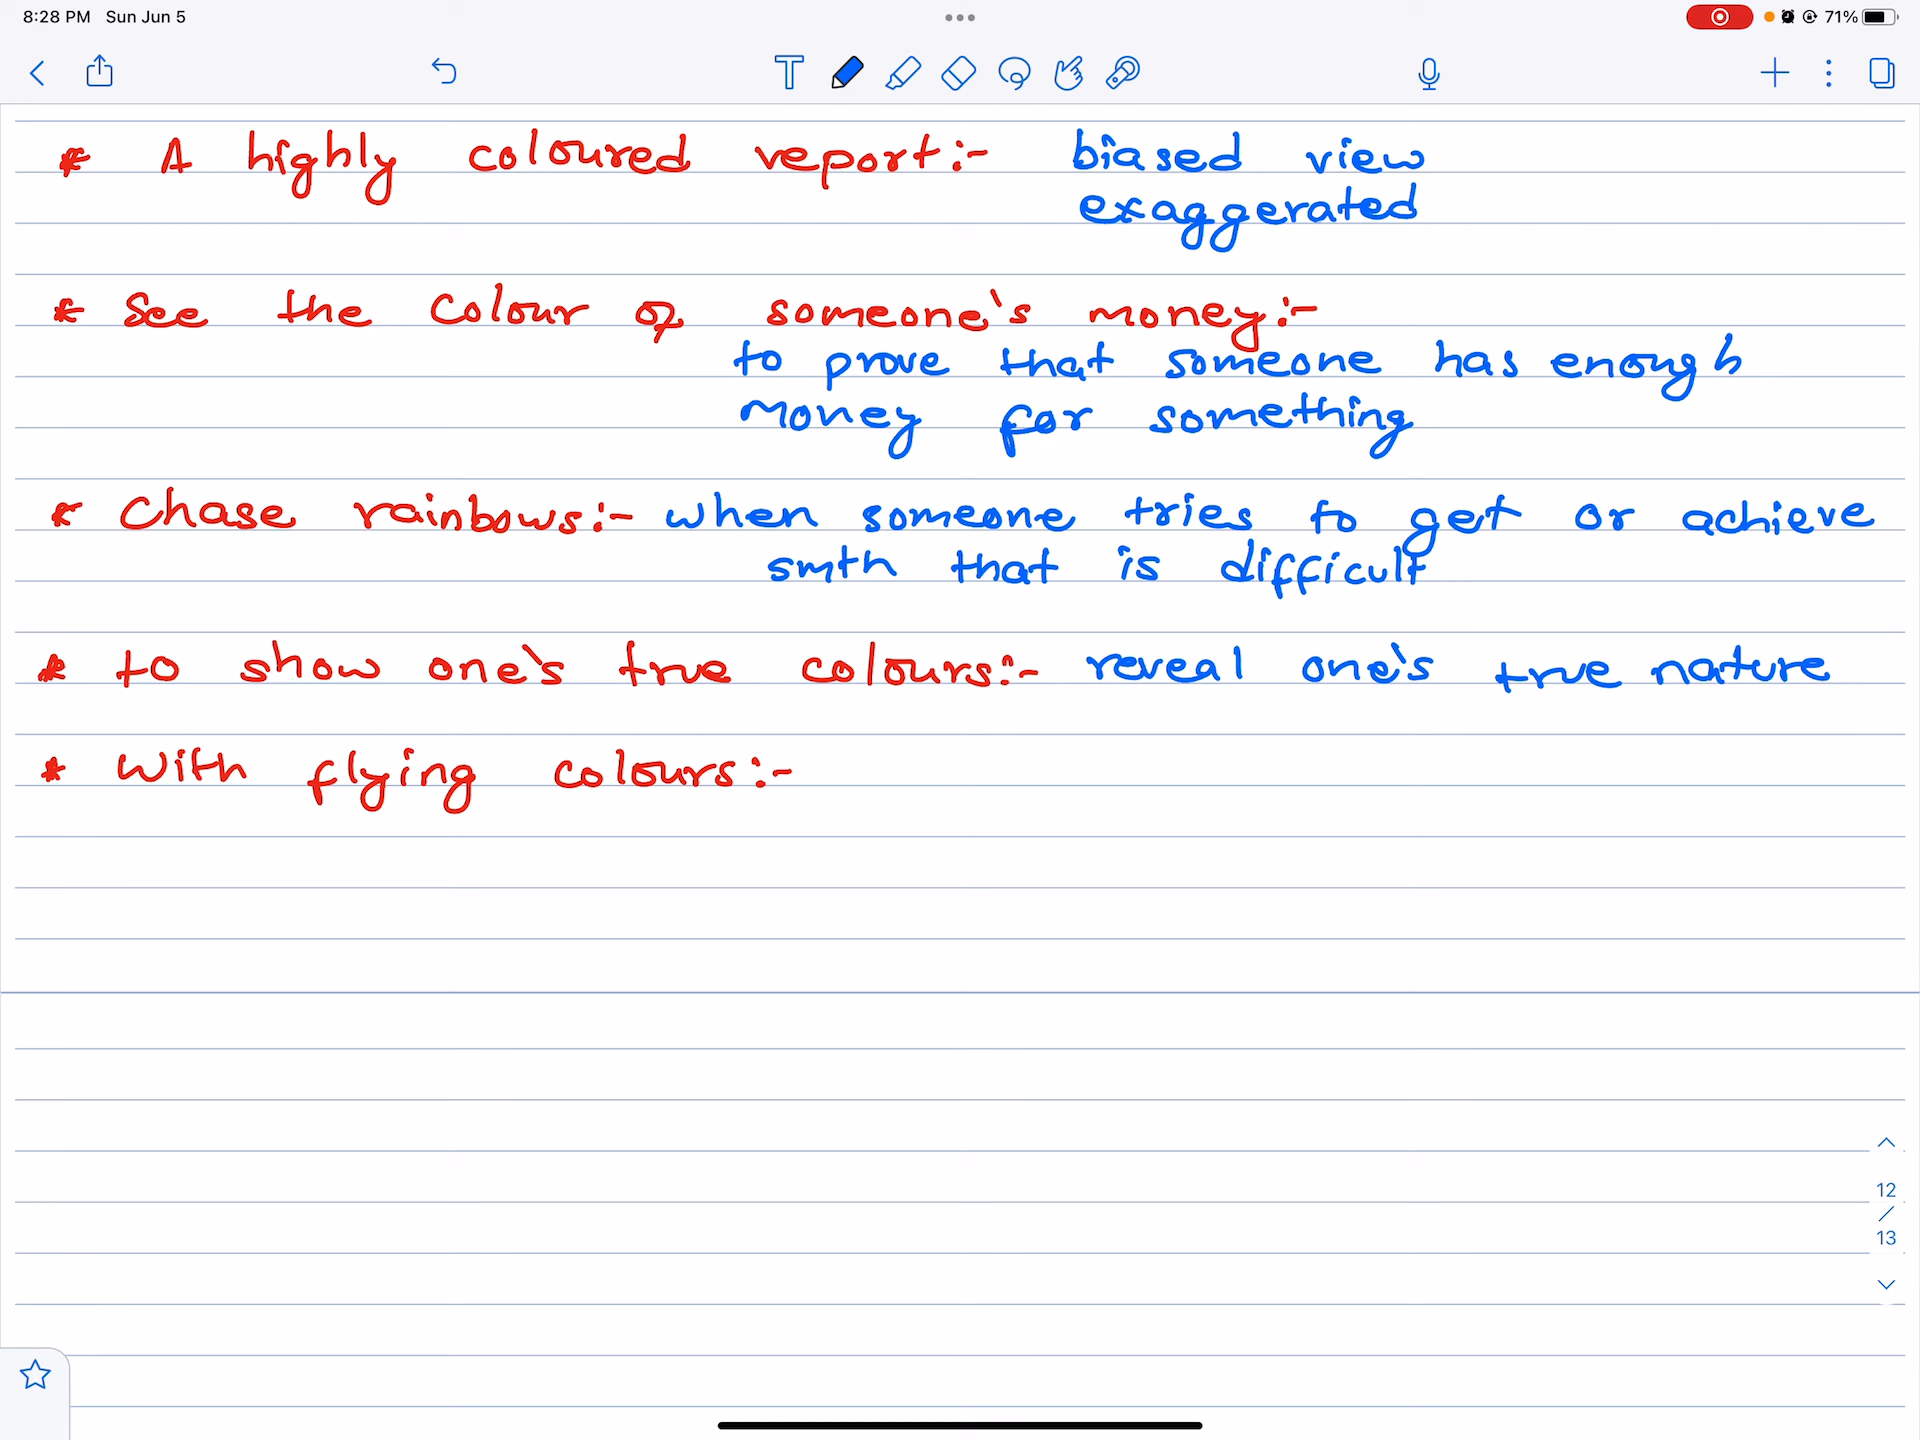 8:28 PM Sun Jun 5
71%
* A highly coloured report:- biased view
exaggerated
* See the colour of someone's money:-
to prove that someone has enough
money for something
* Chase rainbows:- when someone tries to get or achieve
smth that is difficult
* to show one's true colours:- reveal one's true nature
* With flying colours:-
12
/
13